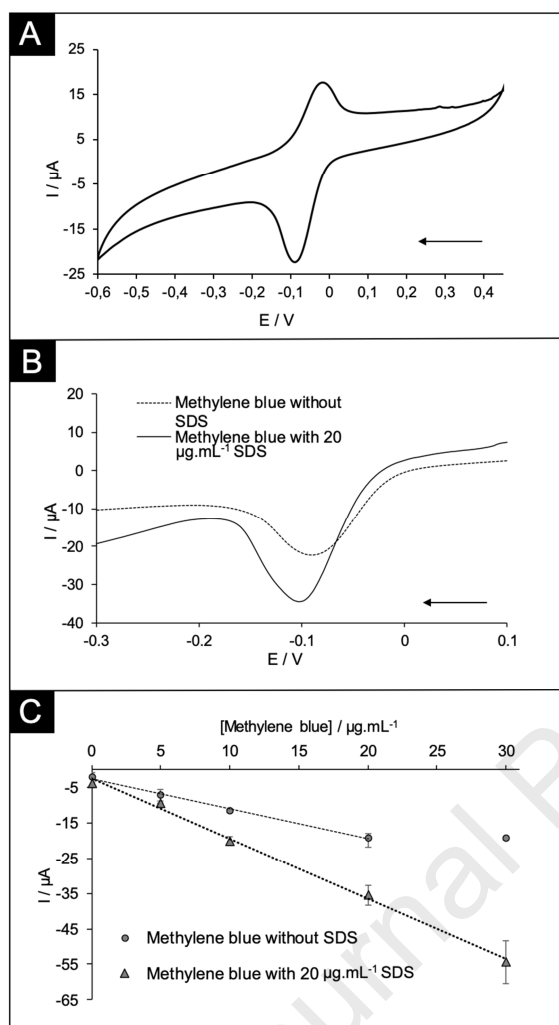 A
25
15
5
-5
-15
-25
I / µA
-0,6 -0,5 -0,4 -0,3 -0,2 -0,1 0 0,1 0,2 0,3 0,4
E / V
B
20
10
0
-10
-20
-30
-40
I / µA
Methylene blue without
SDS
Methylene blue with 20
µg.mL⁻¹ SDS
-0.3 -0.2 -0.1 0 0.1
E / V
C
[Methylene blue] / µg.mL⁻¹
0 5 10 15 20 25 30
-5
-15
-25
-35
-45
-55
-65
I / µA
Methylene blue without SDS
Methylene blue with 20 µg.mL⁻¹ SDS
urnal P